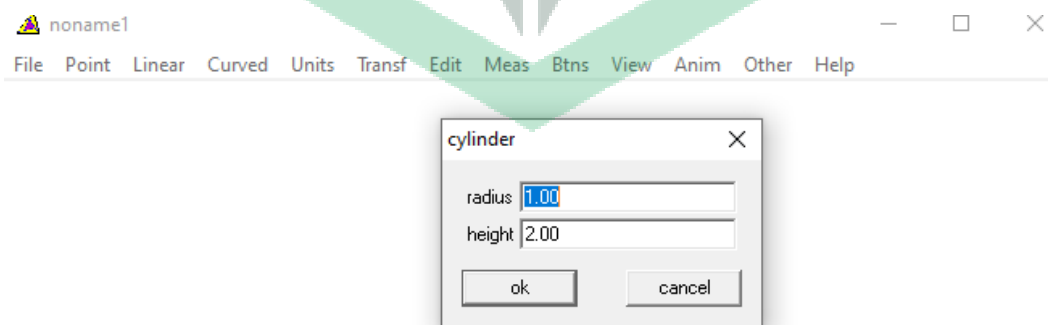 noname1
File Point Linear Curved Units Transf Edit Meas Btns View Anim Other Help
cylinder
radius 1.00
height 2.00
ok cancel